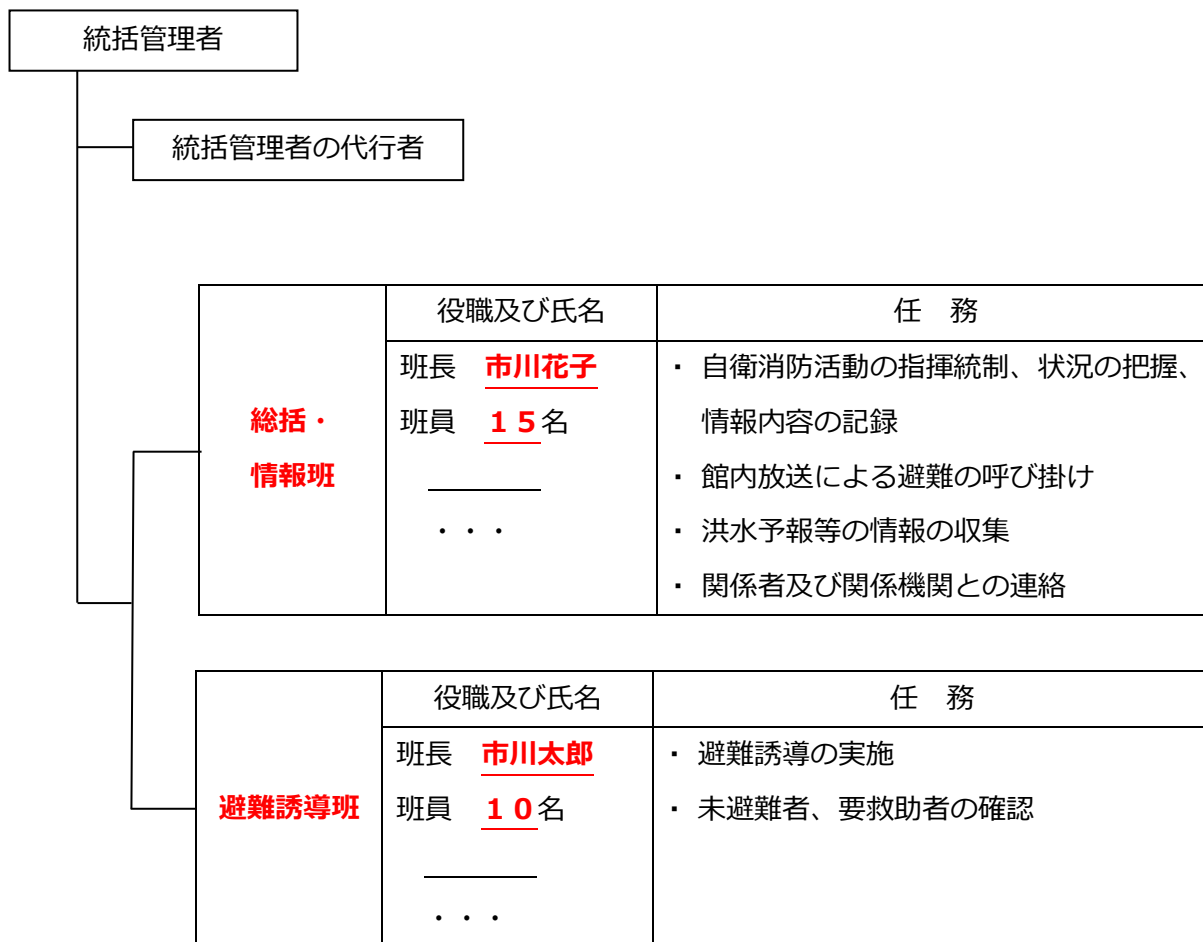 統括管理者
統括管理者の代行者
役職及び氏名
任 務
総括・
情報班
班長 市川花子
班員 15名
・・・
・ 自衛消防活動の指揮統制、状況の把握、
情報内容の記録
・ 館内放送による避難の呼び掛け
・ 洪水予報等の情報の収集
・ 関係者及び関係機関との連絡
役職及び氏名
任 務
避難誘導班
班長 市川太郎
班員 10名
・・・
・ 避難誘導の実施
・ 未避難者、要救助者の確認